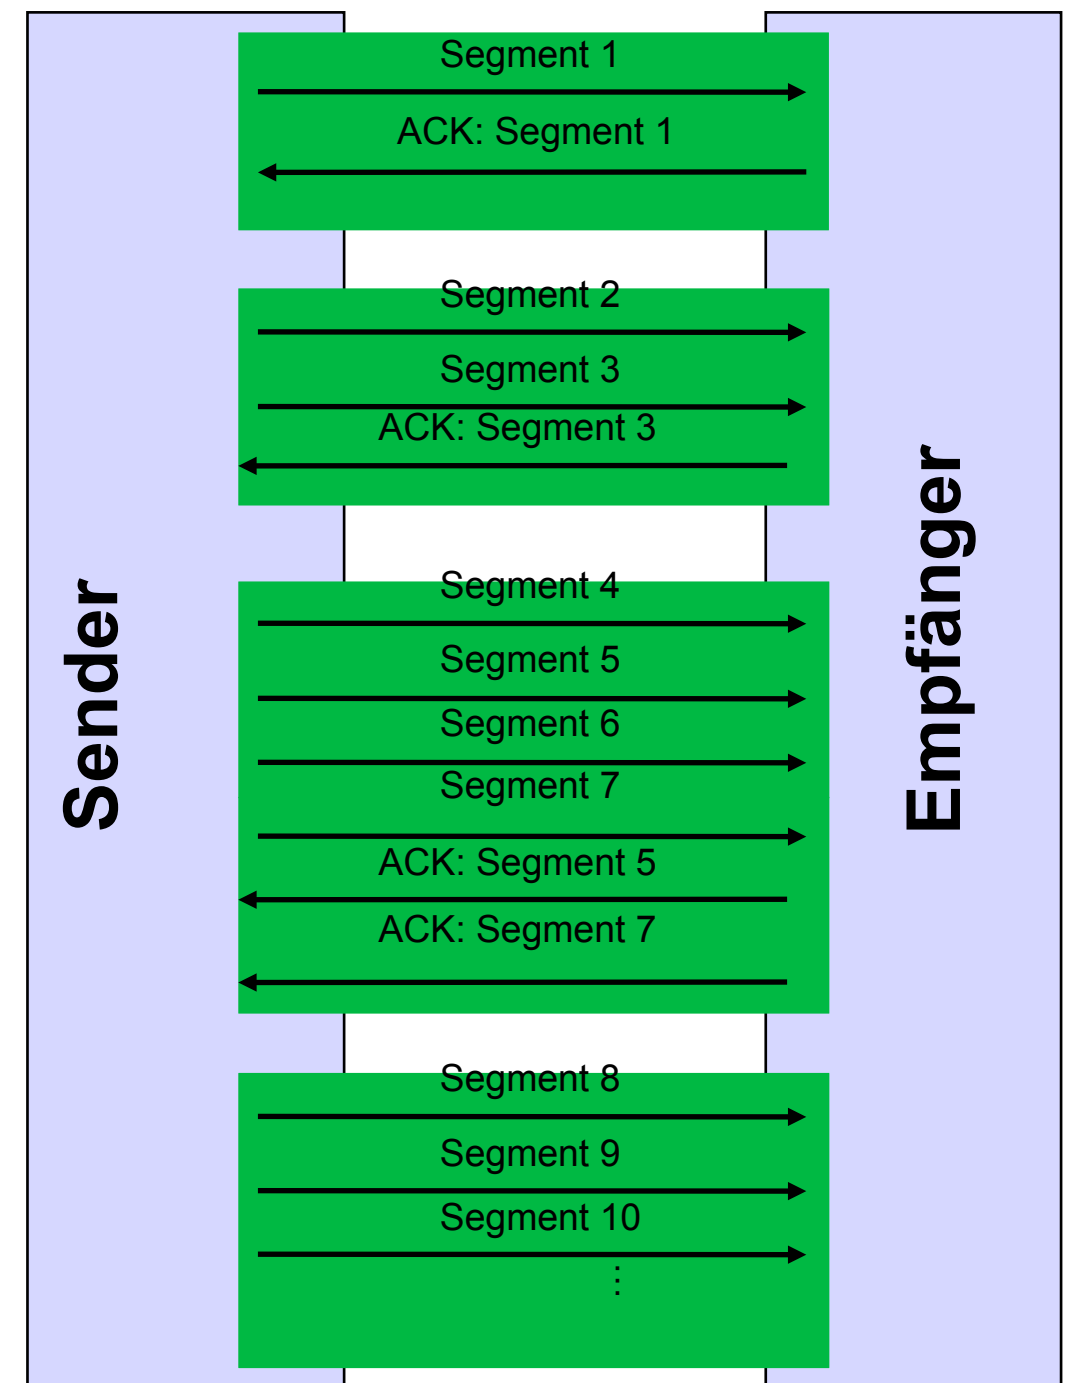 Segment 1
ACK: Segment 1
Segment 2
Segment 3
ACK: Segment 3
Segment 4
Segment 5
Segment 6
Segment 7
ACK: Segment 5
ACK: Segment 7
Segment 8
Segment 9
Segment 10
⋮
Sender
Empfänger